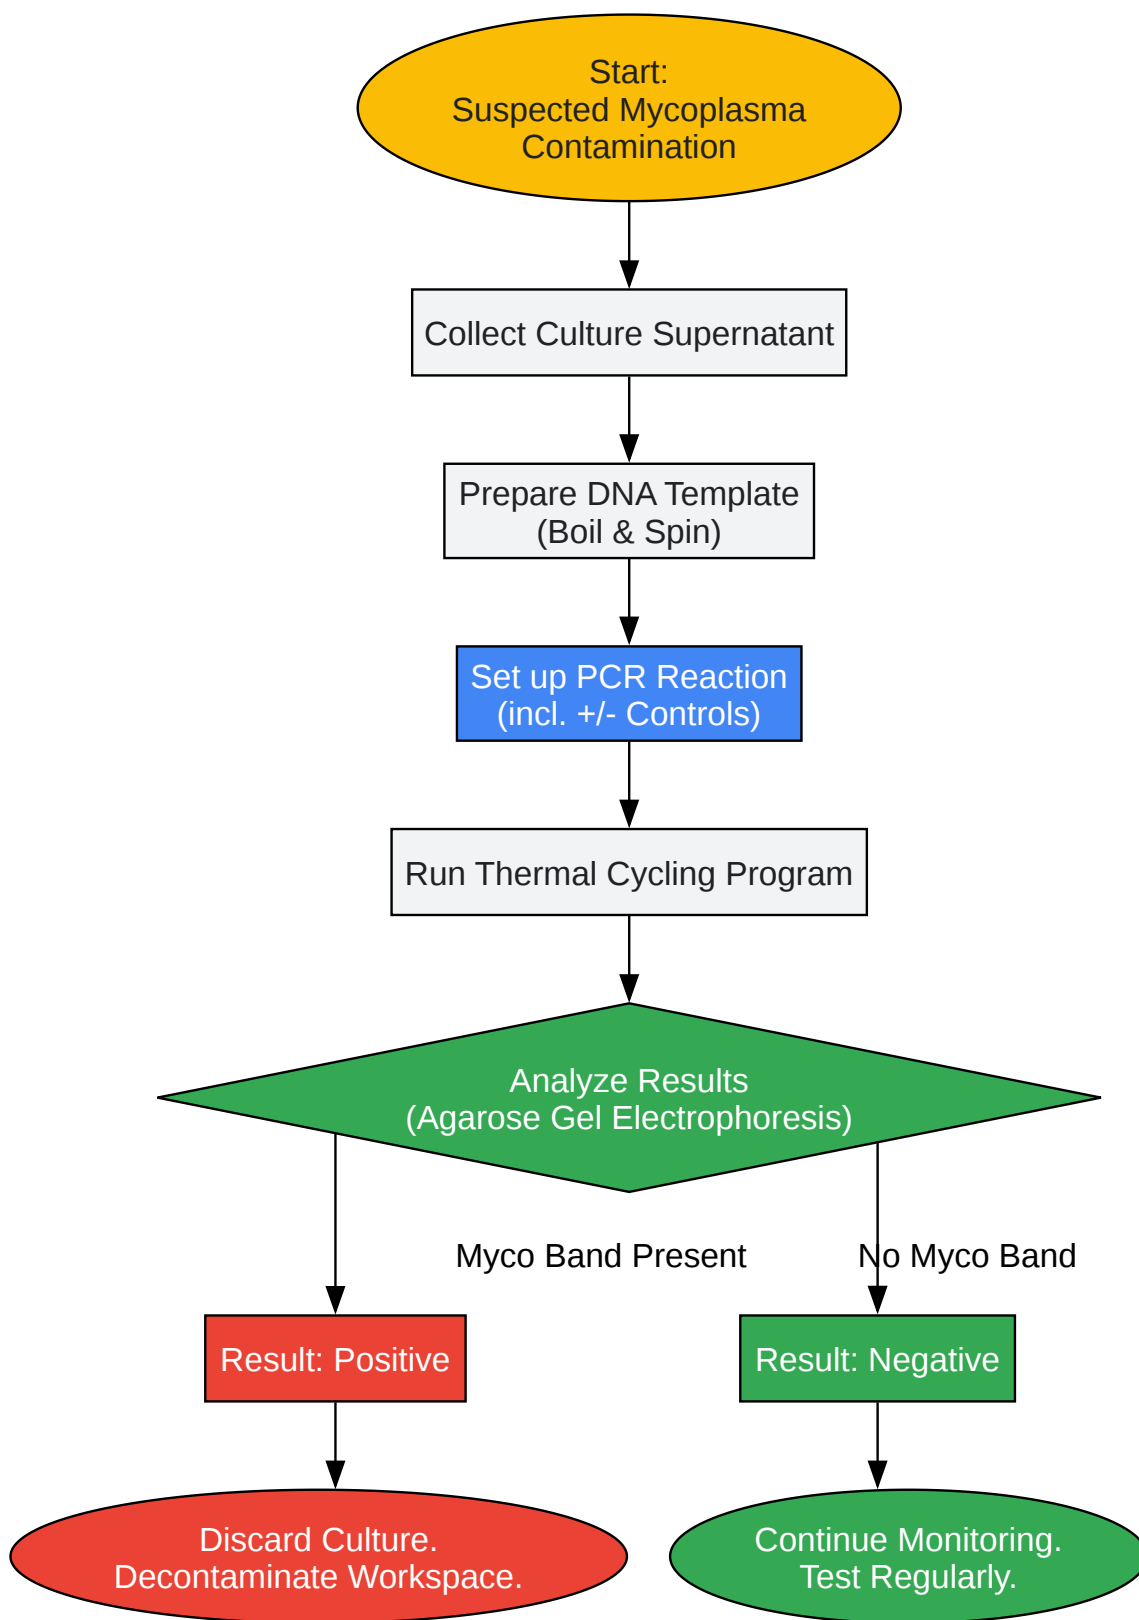 Start:
Suspected Mycoplasma
Contamination
Collect Culture Supernatant
Prepare DNA Template
(Boil & Spin)
Set up PCR Reaction
(incl. +/- Controls)
Run Thermal Cycling Program
Analyze Results
(Agarose Gel Electrophoresis)
Myco Band Present
No Myco Band
Result: Positive
Result: Negative
Discard Culture.
Decontaminate Workspace.
Continue Monitoring.
Test Regularly.